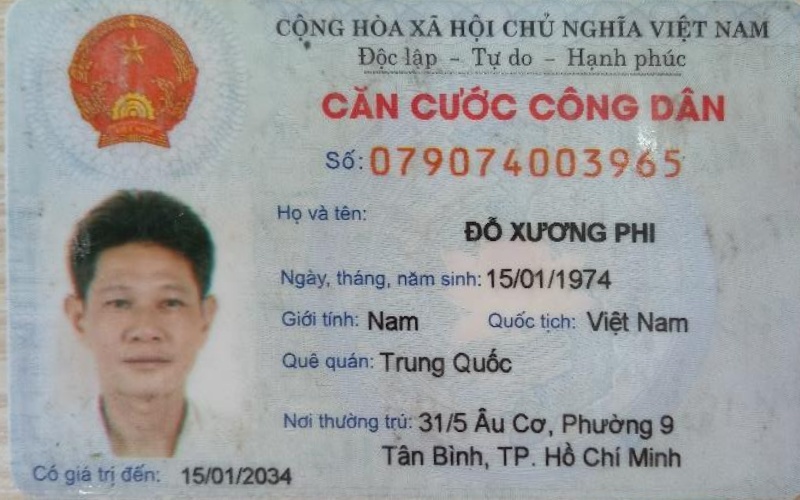 CỘNG HÒA XÃ HỘI CHỦ NGHĨA VIỆT NAM
Độc lập - Tự do - Hạnh phúc
CĂN CƯỚC CÔNG DÂN
Số: 079074003965
Họ và tên:
ĐỖ XƯƠNG PHI
Ngày, tháng, năm sinh: 15/01/1974
Giới tính: Nam Quốc tịch: Việt Nam
Quê quán: Trung Quốc
Nơi thường trú: 31/5 Âu Cơ, Phường 9
Tân Bình, TP. Hồ Chí Minh
Có giá trị đến: 15/01/2034